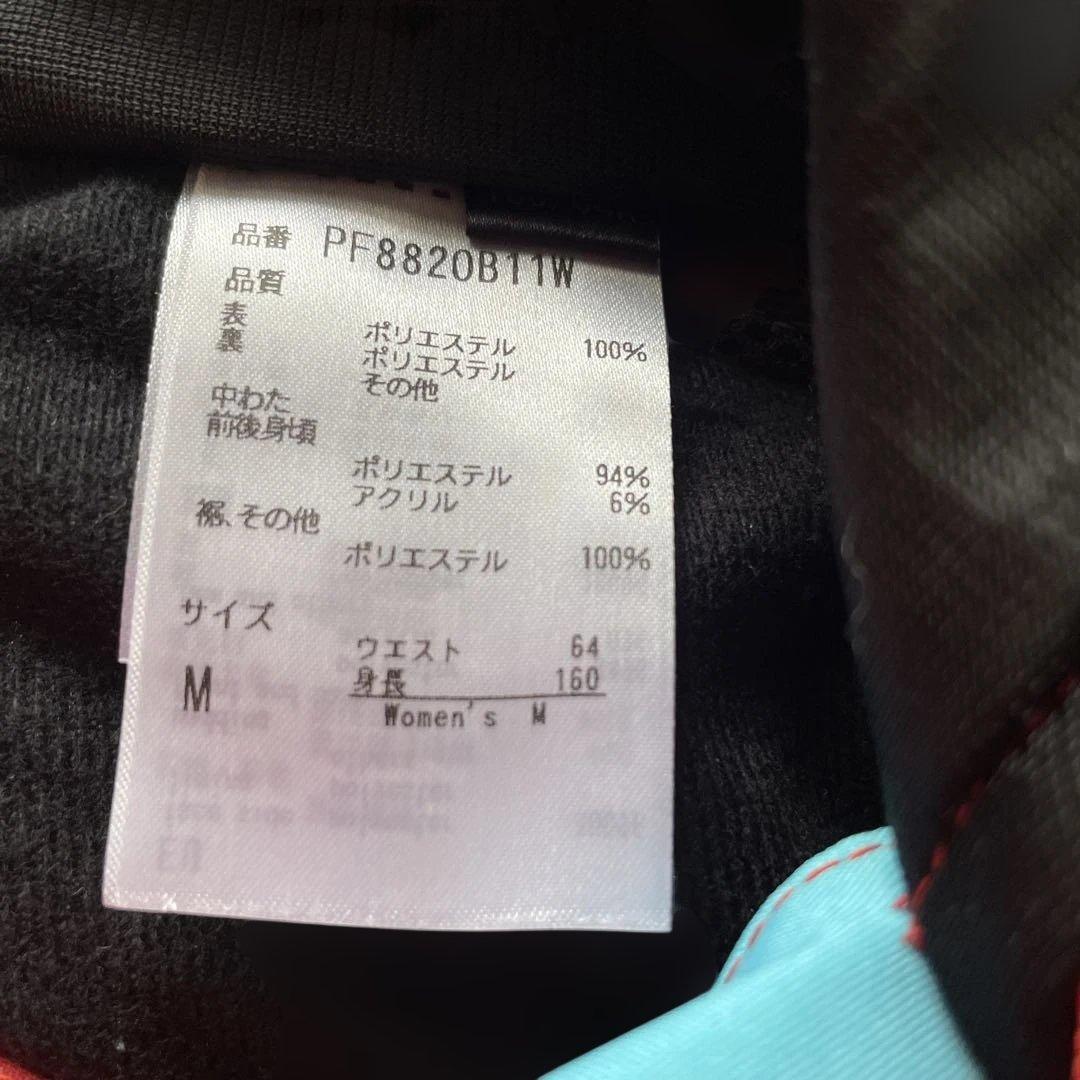 品番 PF8820B11W
品質
表 ポリエステル 100%
裏 ポリエステル
その他
中わた
前後身頃
ポリエステル 94%
アクリル 6%
裾、その他
ポリエステル 100%
サイズ
M ウエスト 64
身長 160
Women's M